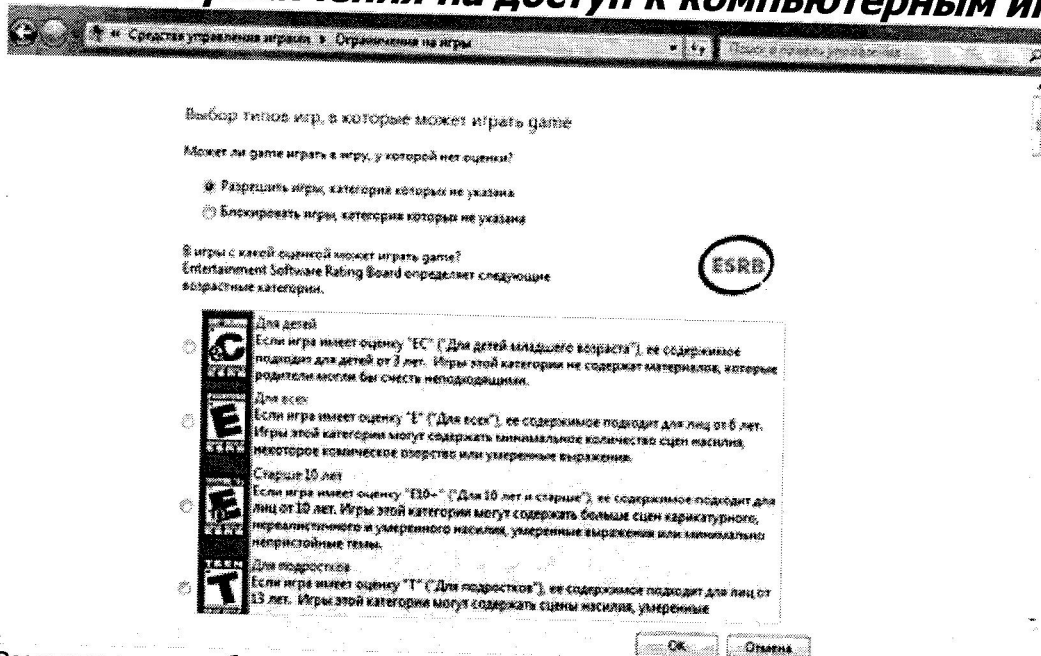 на доступ к компьютерным
« Средства управления играми ▸ Ограничения на игры
Выбор типов игр, в которые может играть game
Может ли game играть в игру, у которой нет оценки?
Разрешить игры, категория которых не указана
Блокировать игры, категория которых не указана
В игры с какой оценкой может играть game?
Entertainment Software Rating Board определяет следующие
возрастные категории.
ESRB
Для детей
Если игра имеет оценку "EC" ("Для детей младшего возраста"), ее содержимое
подходит для детей от 3 лет. Игры этой категории не содержат материалов, которые
родители могли бы счесть неподходящими.
Для всех
Если игра имеет оценку "E" ("Для всех"), ее содержимое подходит для лиц от 6 лет.
Игры этой категории могут содержать минимальное количество сцен насилия,
некоторое комическое озорство или умеренные выражения.
Старше 10 лет
Если игра имеет оценку "E10+" ("Для 10 лет и старше"), ее содержимое подходит для
лиц от 10 лет. Игры этой категории могут содержать больше сцен карикатурного,
нереалистичного и умеренного насилия, умеренные выражения или минимально
непристойные темы.
TEEN
T
Для подростков
Если игра имеет оценку "T" ("Для подростков"), ее содержимое подходит для лиц от
13 лет. Игры этой категории могут содержать сцены насилия, умеренные
ОК Отмена